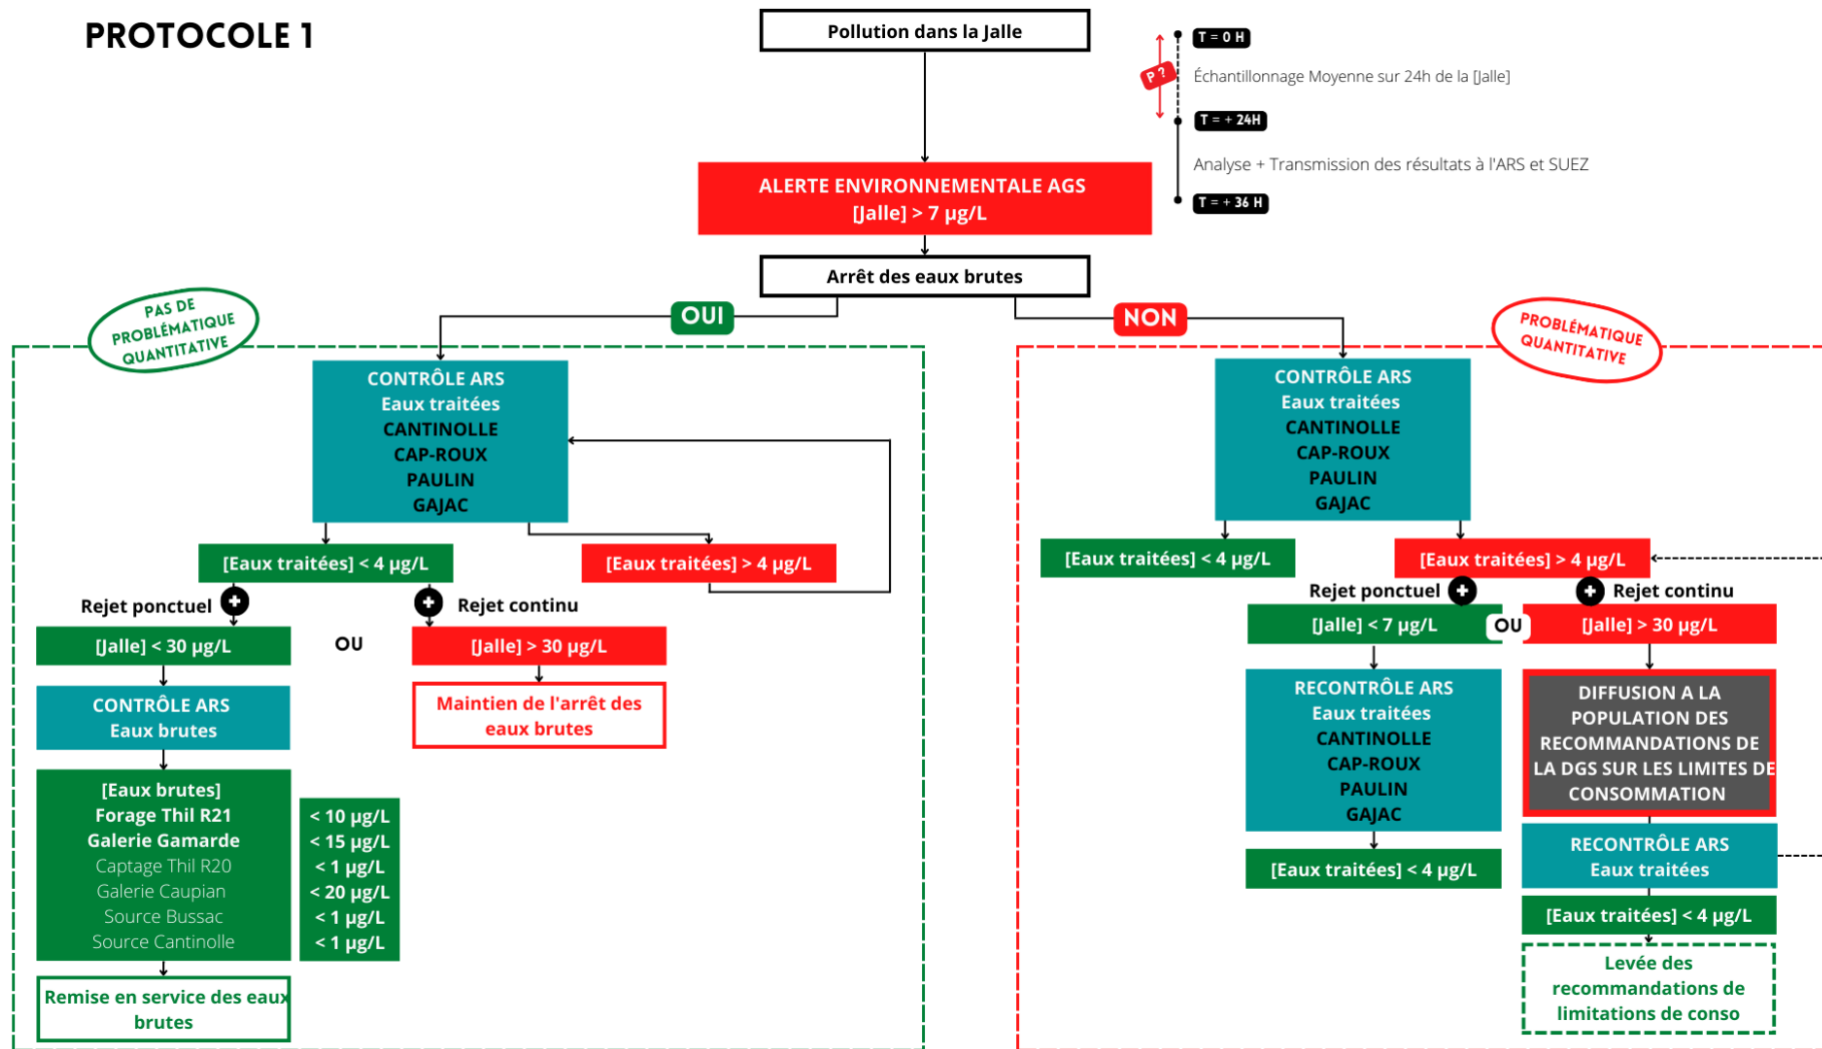 PROTOCOLE 1
Pollution dans la Jalle
T = 0 H
P ?
Échantillonnage Moyenne sur 24h de la [Jalle]
T = + 24H
Analyse + Transmission des résultats à l'ARS et SUEZ
T = + 36 H
ALERTE ENVIRONNEMENTALE AGS
[Jalle] > 7 µg/L
Arrêt des eaux brutes
OUI
NON
PAS DE
PROBLÉMATIQUE
QUANTITATIVE
CONTRÔLE ARS
Eaux traitées
CANTINOLLE
CAP-ROUX
PAULIN
GAJAC
[Eaux traitées] < 4 µg/L
[Eaux traitées] > 4 µg/L
Rejet ponctuel
+
+
Rejet continu
[Jalle] < 30 µg/L
OU
[Jalle] > 30 µg/L
CONTRÔLE ARS
Eaux brutes
Maintien de l'arrêt des
eaux brutes
[Eaux brutes]
Forage Thil R21 < 10 µg/L
Galerie Gamarde < 15 µg/L
Captage Thil R20 < 1 µg/L
Galerie Caupian < 20 µg/L
Source Bussac < 1 µg/L
Source Cantinolle < 1 µg/L
Remise en service des eaux
brutes
PROBLÉMATIQUE
QUANTITATIVE
CONTRÔLE ARS
Eaux traitées
CANTINOLLE
CAP-ROUX
PAULIN
GAJAC
[Eaux traitées] < 4 µg/L
[Eaux traitées] > 4 µg/L
Rejet ponctuel
+
+
Rejet continu
[Jalle] < 7 µg/L
OU
[Jalle] > 30 µg/L
RECONTRÔLE ARS
Eaux traitées
CANTINOLLE
CAP-ROUX
PAULIN
GAJAC
[Eaux traitées] < 4 µg/L
DIFFUSION A LA
POPULATION DES
RECOMMANDATIONS DE
LA DGS SUR LES LIMITES DE
CONSOMMATION
RECONTRÔLE ARS
Eaux traitées
[Eaux traitées] < 4 µg/L
Levée des
recommandations de
limitations de conso